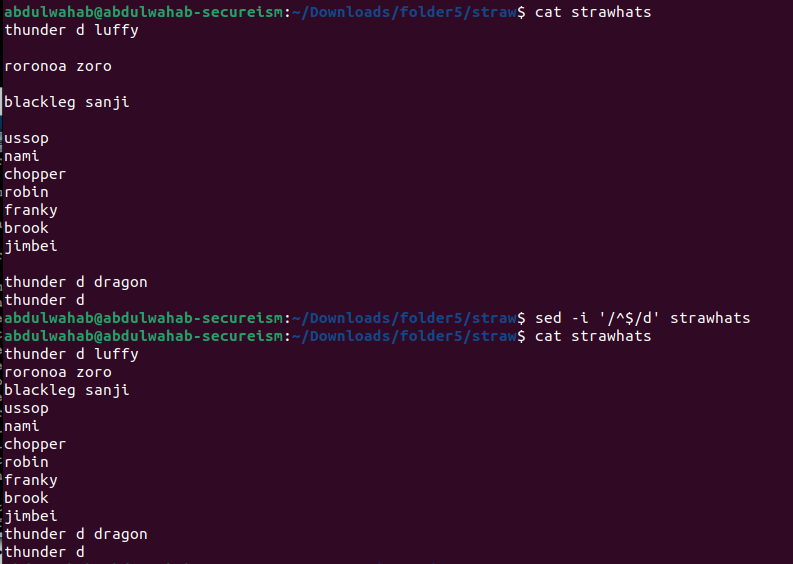 abdulwahab@abdulwahab-secureism:~/Downloads/folder5/straw$ cat strawhats
thunder d luffy
roronoa zoro
blackleg sanji
ussop
nami
chopper
robin
franky
brook
jimbei
thunder d dragon
thunder d
abdulwahab@abdulwahab-secureism:~/Downloads/folder5/straw$ sed -i '/^$/d' strawhats
abdulwahab@abdulwahab-secureism:~/Downloads/folder5/straw$ cat strawhats
thunder d luffy
roronoa zoro
blackleg sanji
ussop
nami
chopper
robin
franky
brook
jimbei
thunder d dragon
thunder d